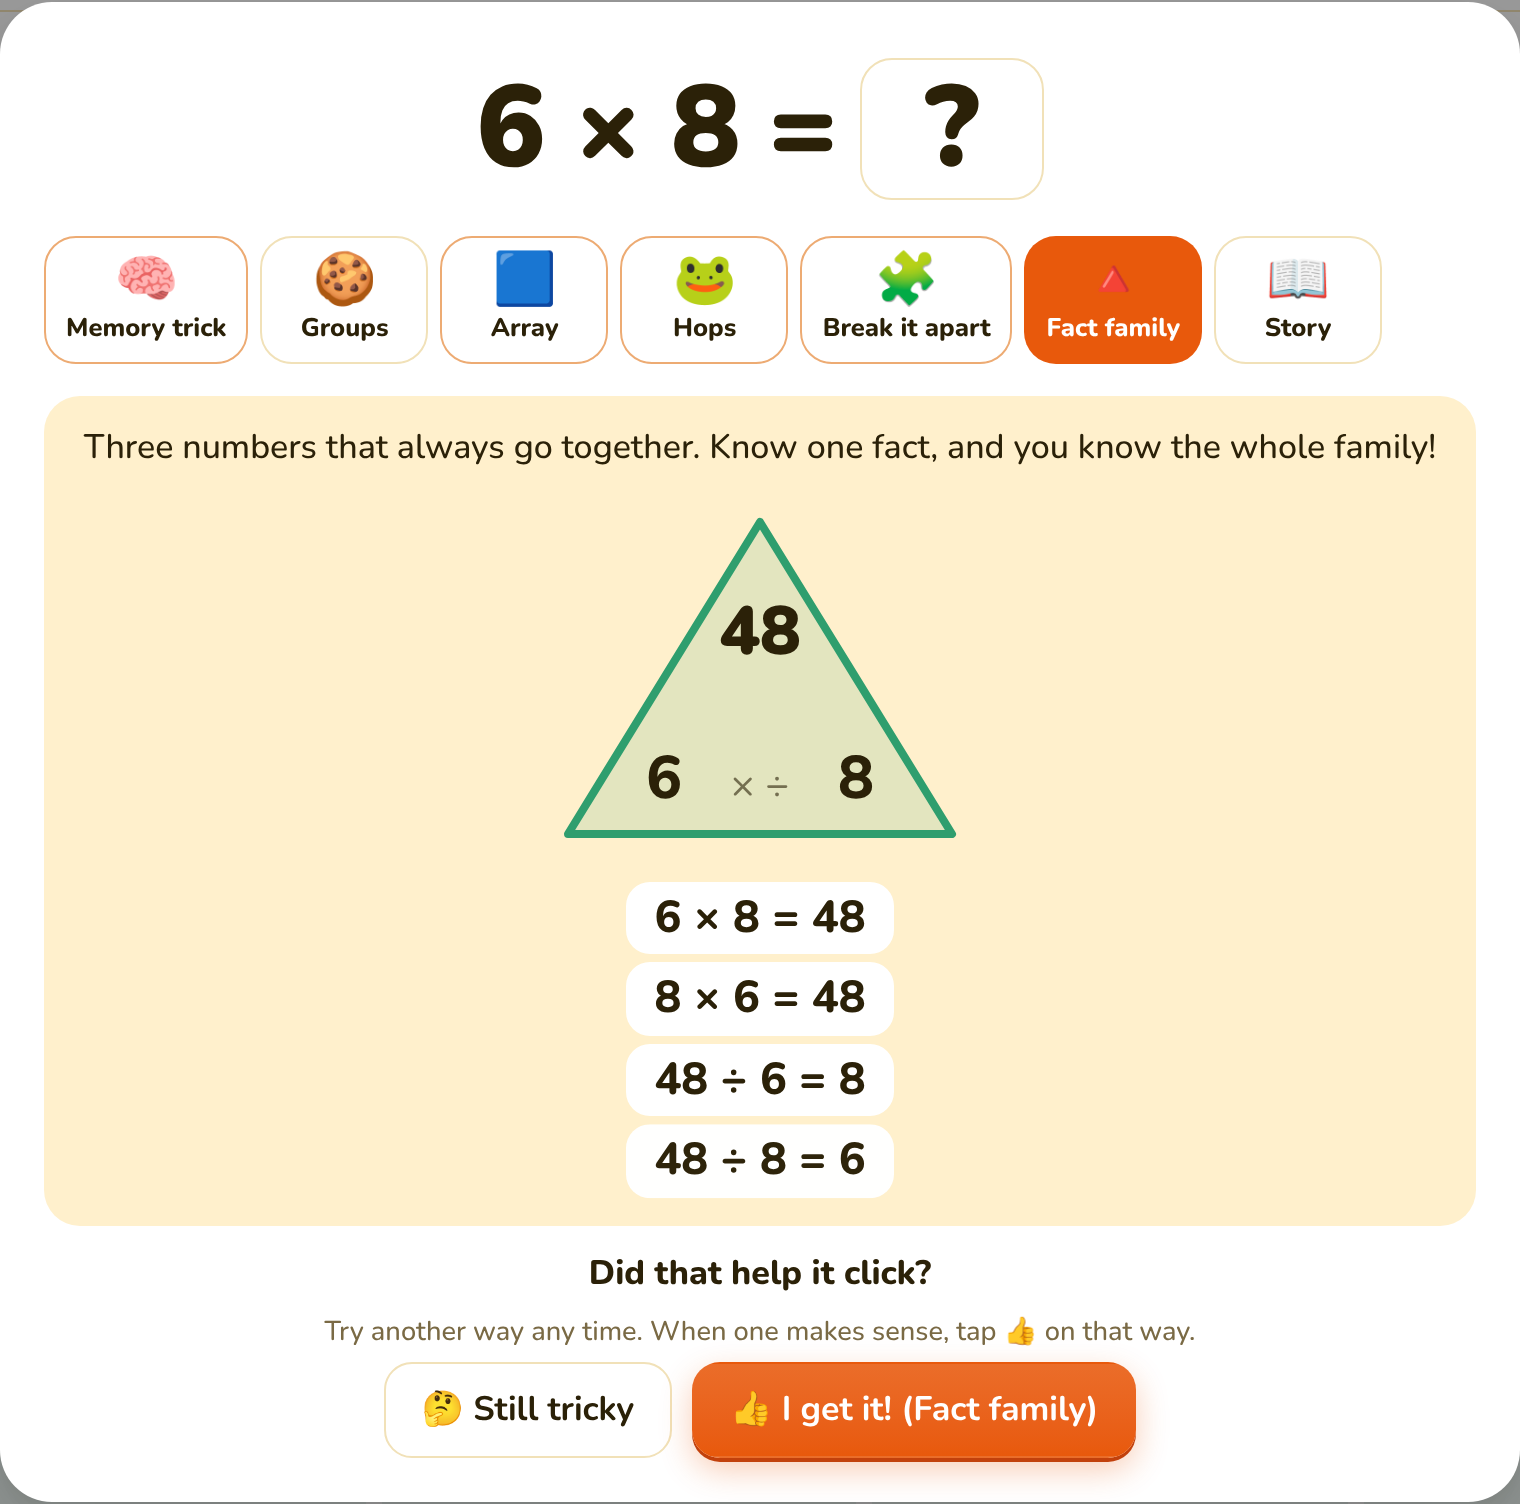 6 × 8 = ?
Memory trick
Groups
Array
Hops
Break it apart
Fact family
Story
Three numbers that always go together. Know one fact, and you know the whole family!
48
6 × ÷ 8
6 × 8 = 48
8 × 6 = 48
48 ÷ 6 = 8
48 ÷ 8 = 6
Did that help it click?
Try another way any time. When one makes sense, tap 👍 on that way.
🤔 Still tricky
👍 I get it! (Fact family)